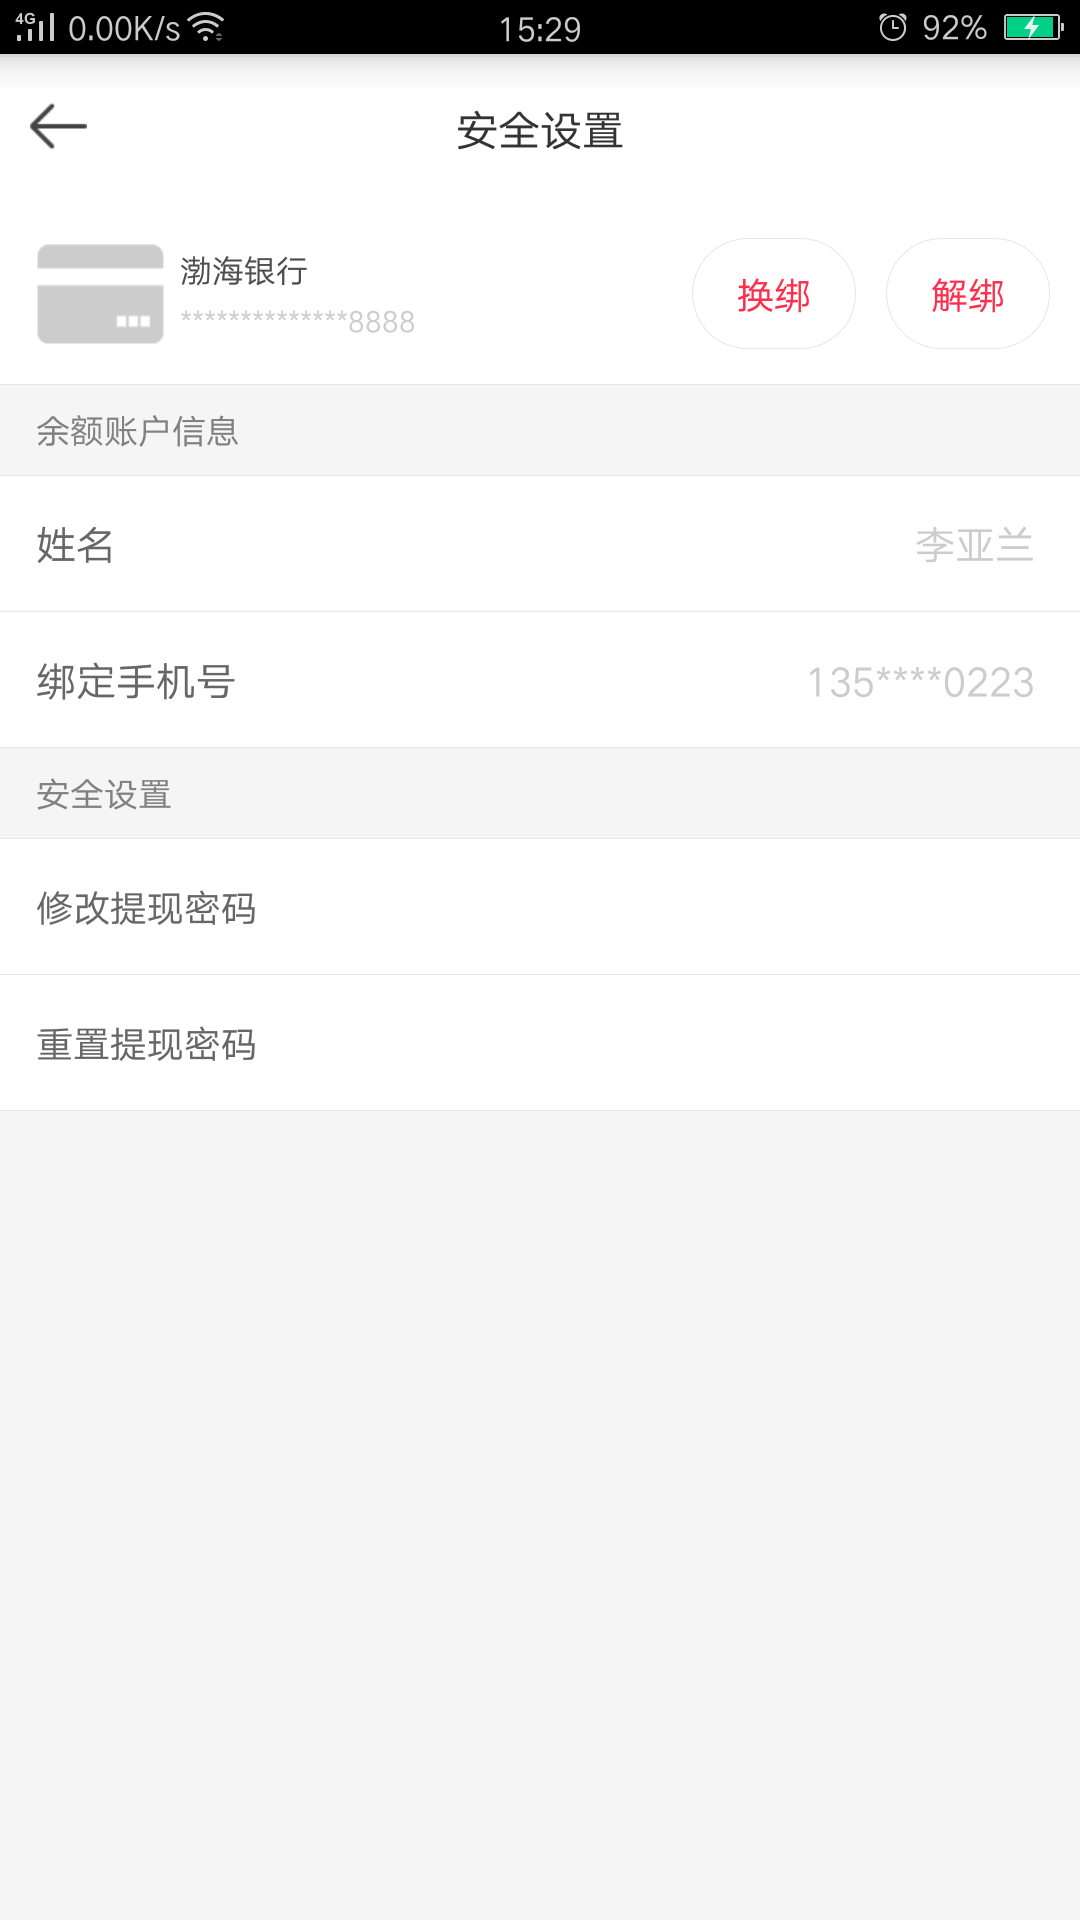 4G 0.00K/s 15:29 92%
安全设置
渤海银行
**************8888
换绑 解绑
余额账户信息
姓名 李亚兰
绑定手机号 135****0223
安全设置
修改提现密码
重置提现密码